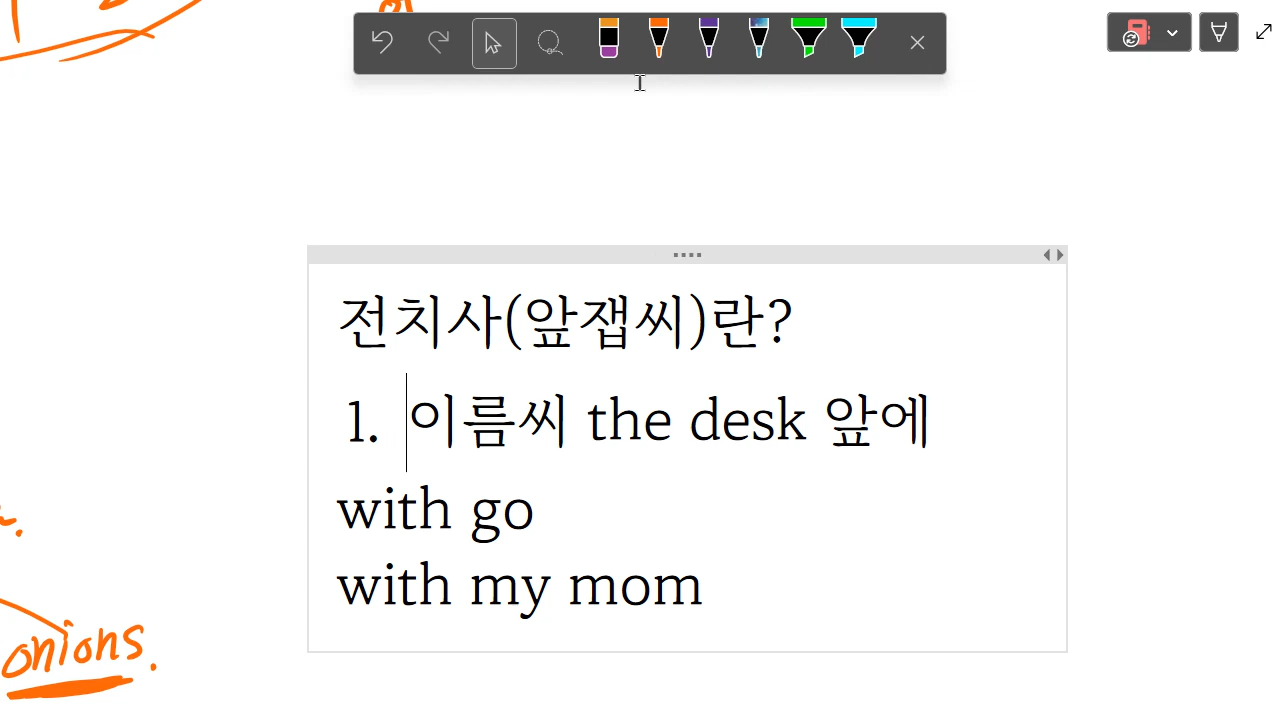 전치사(앞잽씨)란?
1. 이름씨 the desk 앞에
with go
with my mom
onions.